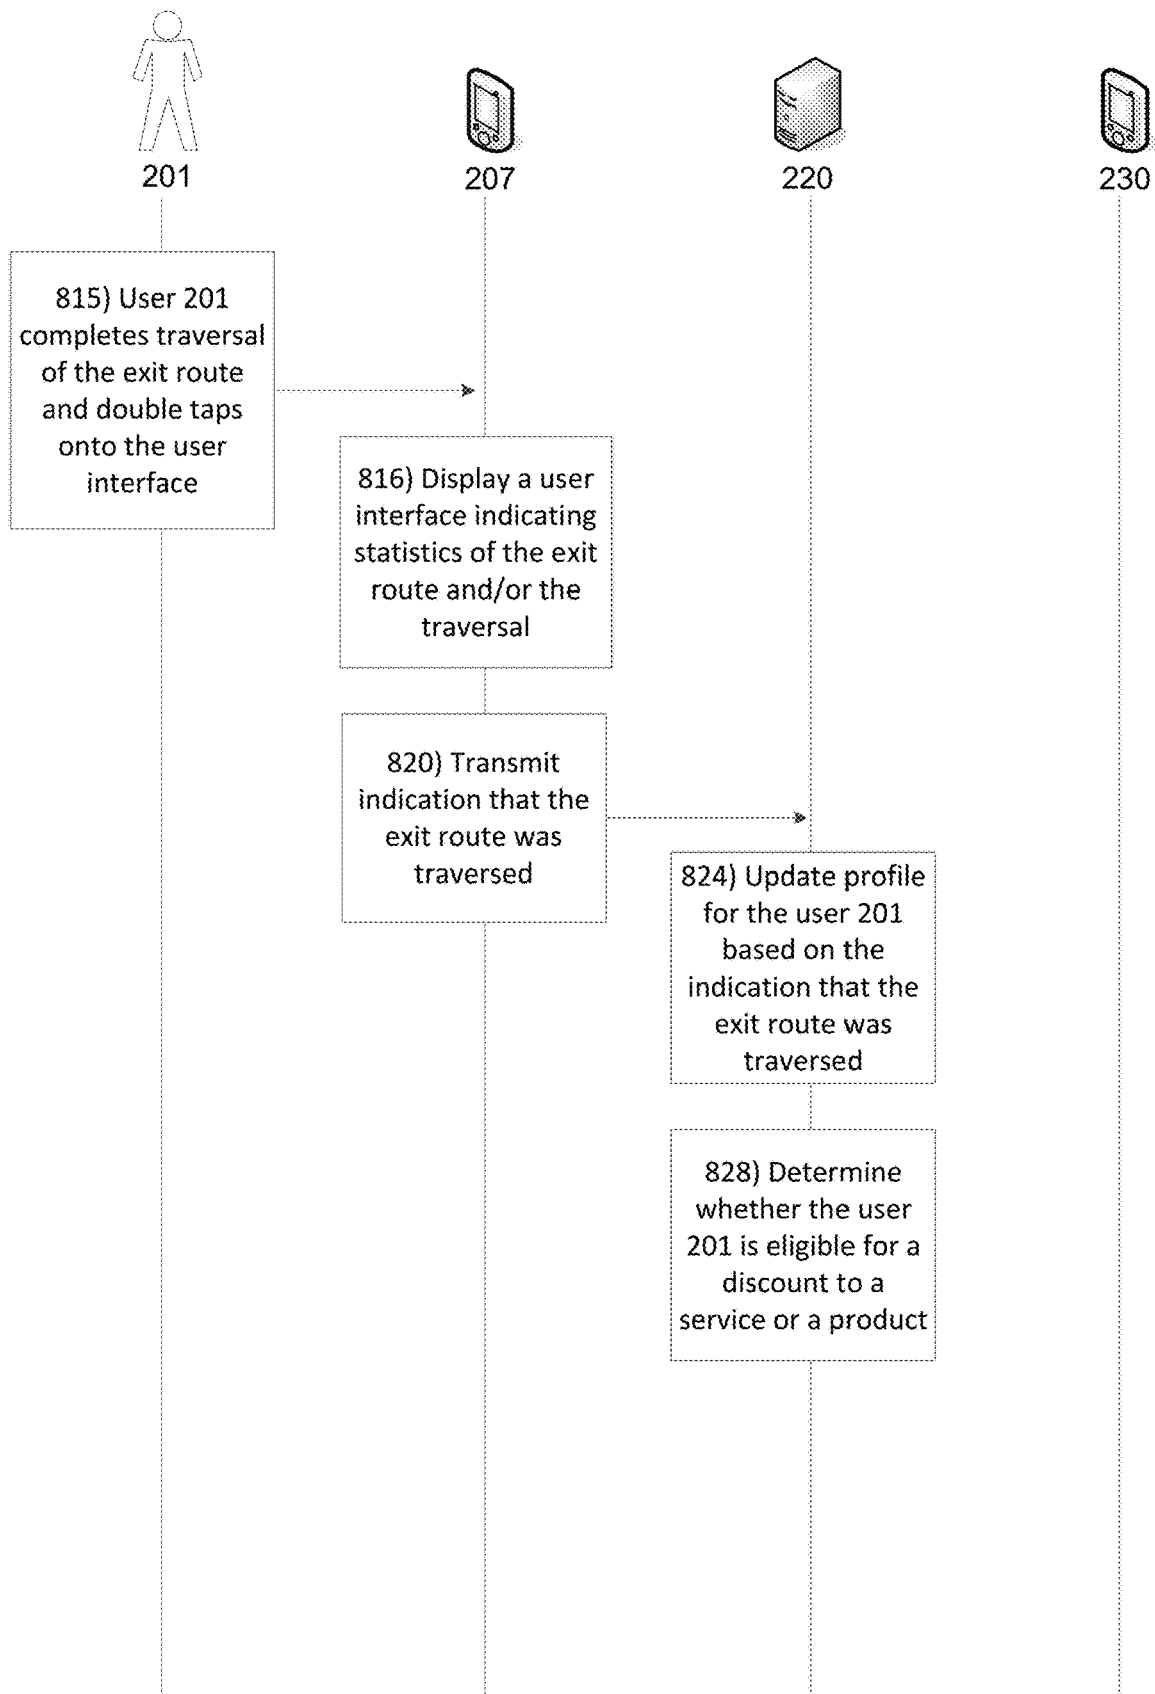 201
207
220
230
815) User 201
completes traversal
of the exit route
and double taps
onto the user
interface
816) Display a user
interface indicating
statistics of the exit
route and/or the
traversal
820) Transmit
indication that the
exit route was
traversed
824) Update profile
for the user 201
based on the
indication that the
exit route was
traversed
828) Determine
whether the user
201 is eligible for a
discount to a
service or a product